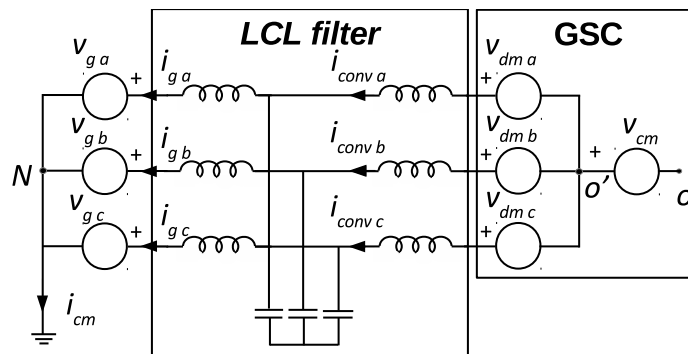 LCL filter
GSC
v g a
+
i g a
i conv a
+
v dm a
v g b
+
i g b
i conv b
+
v dm b
v cm
+
N
o'
o
v g c
+
i g c
i conv c
+
v dm c
i cm